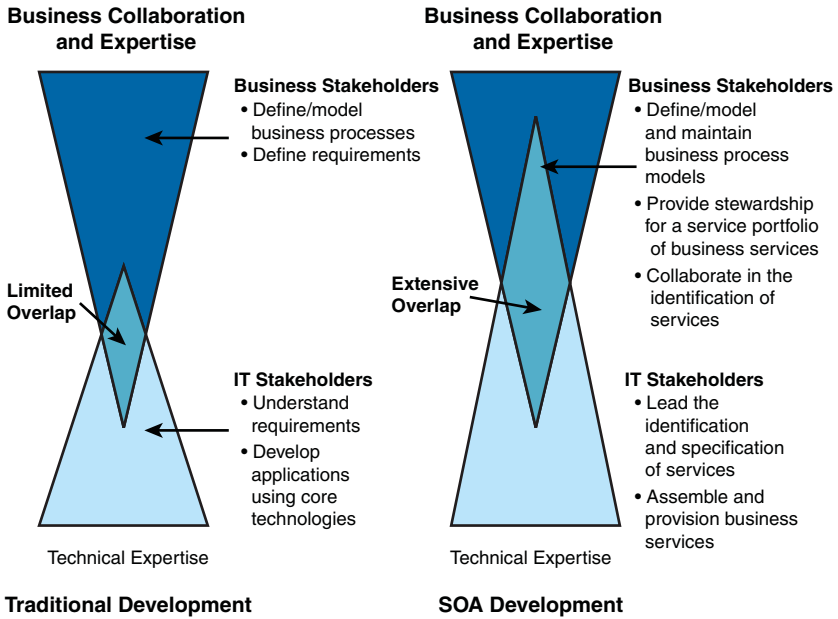 Business Collaboration
and Expertise
Business Stakeholders
• Define/model
business processes
• Define requirements
Limited
Overlap
IT Stakeholders
• Understand
requirements
• Develop
applications
using core
technologies
Technical Expertise
Traditional Development
Business Collaboration
and Expertise
Business Stakeholders
• Define/model
and maintain
business process
models
• Provide stewardship
for a service portfolio
of business services
• Collaborate in the
identification of
services
Extensive
Overlap
IT Stakeholders
• Lead the
identification
and specification
of services
• Assemble and
provision business
services
Technical Expertise
SOA Development